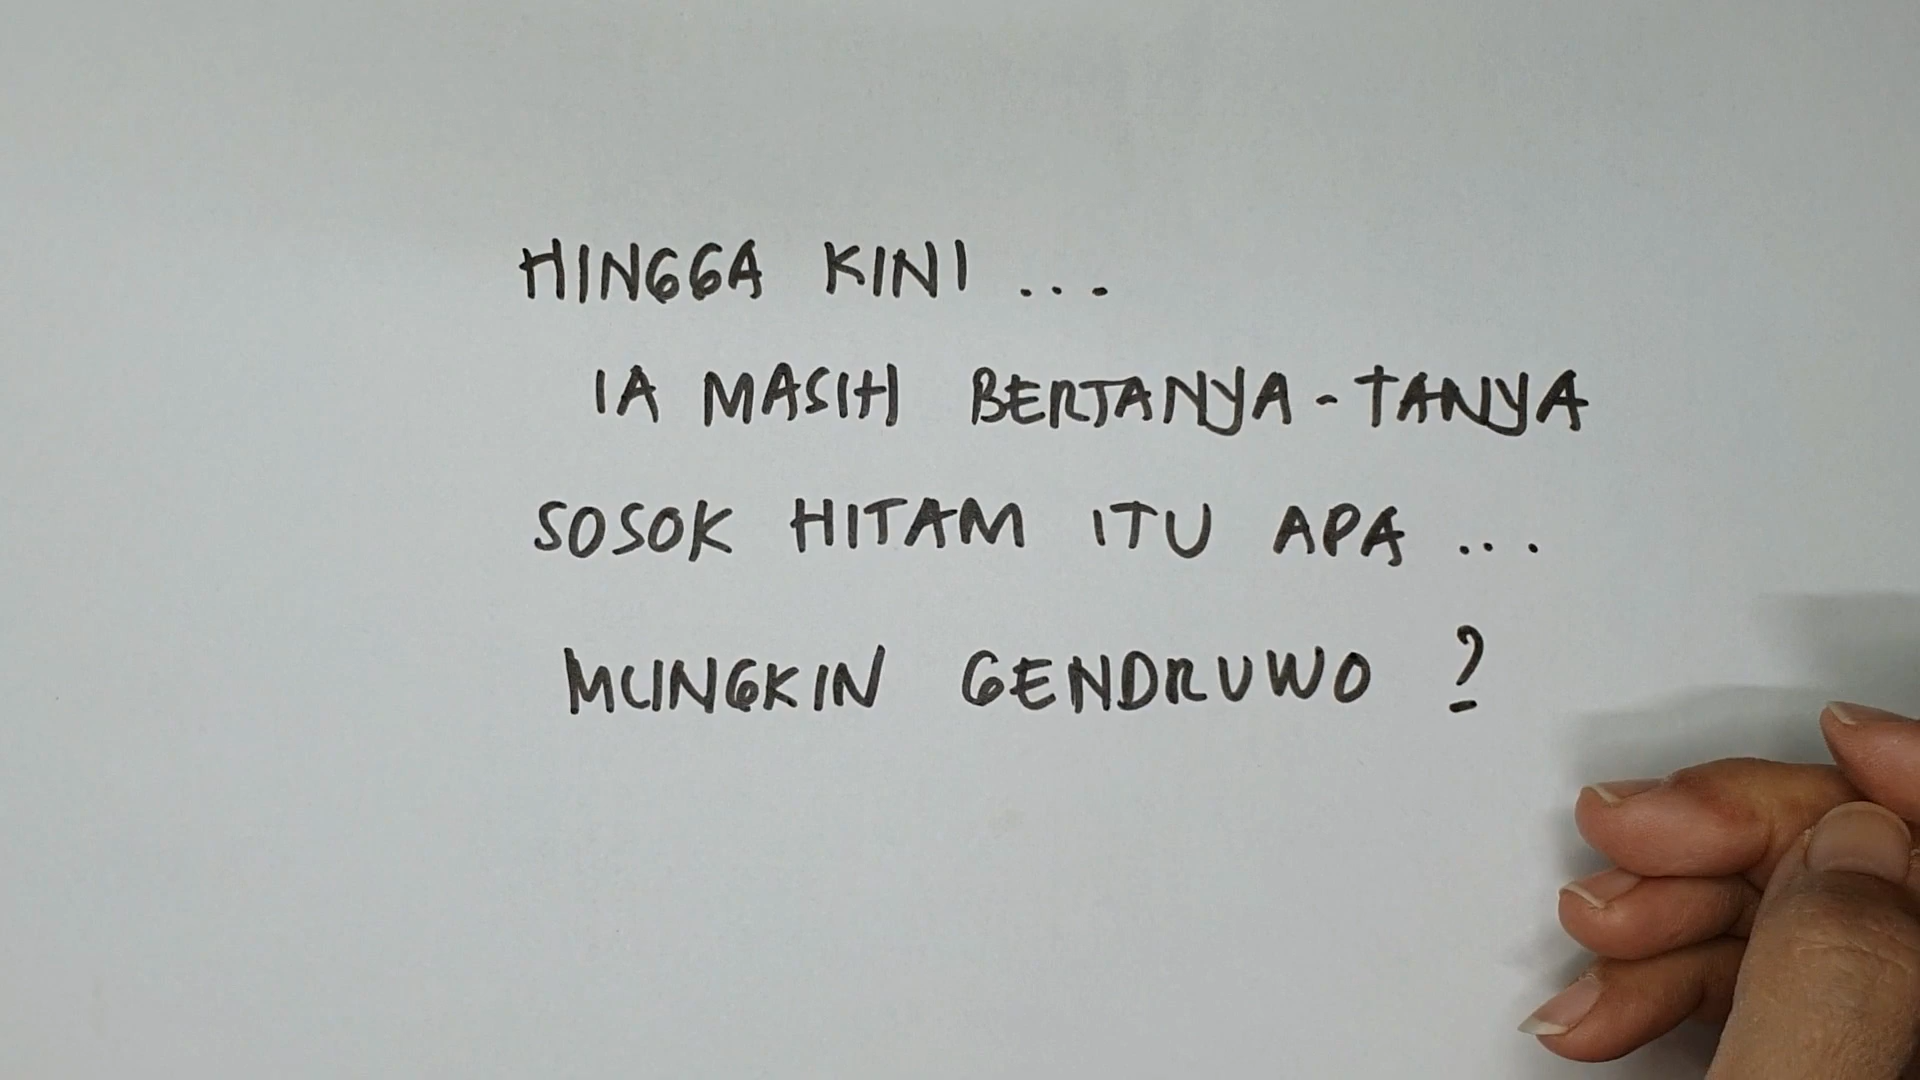 HINGGA KINI ...
IA MASIH BERTANYA-TANYA
SOSOK HITAM ITU APA ...
MUNGKIN GENDRUWO ?